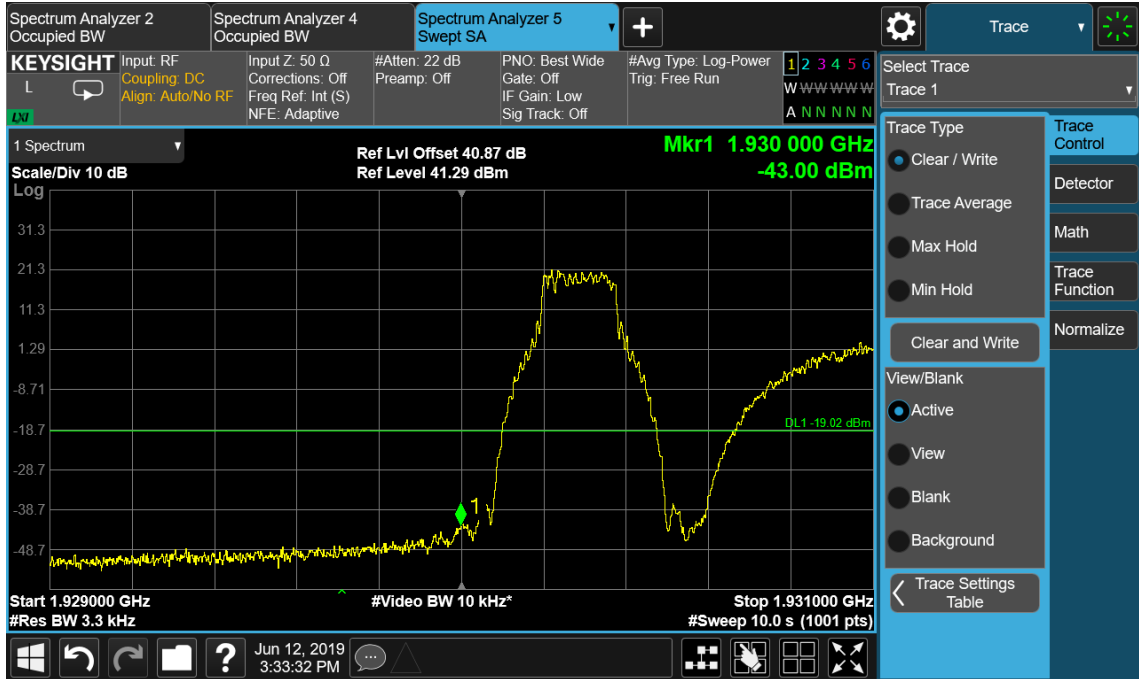 Spectrum Analyzer 2
Occupied BW
Spectrum Analyzer 4
Occupied BW
Spectrum Analyzer 5
Swept SA
Trace
KEYSIGHT
L
LXI
Input: RF
Coupling: DC
Align: Auto/No RF
Input Z: 50 Ω
Corrections: Off
Freq Ref: Int (S)
NFE: Adaptive
#Atten: 22 dB
Preamp: Off
PNO: Best Wide
Gate: Off
IF Gain: Low
Sig Track: Off
#Avg Type: Log-Power
Trig: Free Run
1 2 3 4 5 6
W W W W W W
A N N N N N
Select Trace
Trace 1
1 Spectrum
Scale/Div 10 dB
Log
Ref Lvl Offset 40.87 dB
Ref Level 41.29 dBm
Mkr1 1.930 000 GHz
-43.00 dBm
31.3
21.3
11.3
1.29
-8.71
-18.7
-28.7
-38.7
-48.7
DL1 -19.02 dBm
1
Start 1.929000 GHz
#Res BW 3.3 kHz
#Video BW 10 kHz*
Stop 1.931000 GHz
#Sweep 10.0 s (1001 pts)
Trace Type
Clear / Write
Trace Average
Max Hold
Min Hold
Clear and Write
View/Blank
Active
View
Blank
Background
Trace Settings
Table
Trace
Control
Detector
Math
Trace
Function
Normalize
?
Jun 12, 2019
3:33:32 PM